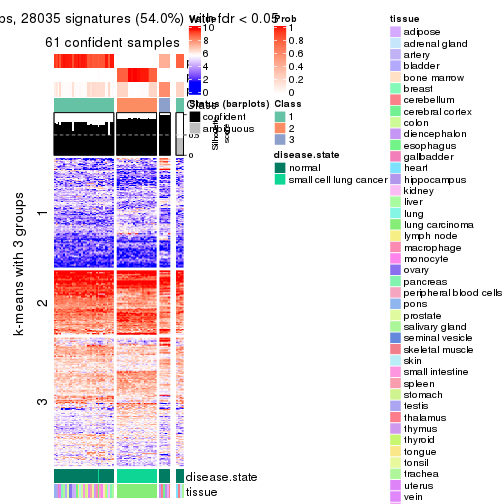 ps, 28035 signatures (54.0%) with fdr < 0.05
61 confident samples
Value
10
8
6
4
2
0
Prob
1
0.8
0.6
0.4
0.2
0
Status (barplots)
confident
ambiguous
Class
1
2
3
disease.state
normal
small cell lung cancer
k-means with 3 groups
1
2
3
disease.state
tissue
tissue
adipose
adrenal gland
artery
bladder
bone marrow
breast
cerebellum
cerebral cortex
colon
diencephalon
esophagus
gallbladder
heart
hippocampus
kidney
liver
lung
lung carcinoma
lymph node
macrophage
monocyte
ovary
pancreas
peripheral blood cells
pons
prostate
salivary gland
seminal vesicle
skeletal muscle
skin
small intestine
spleen
stomach
testis
thalamus
thymus
thyroid
tongue
tonsil
trachea
uterus
vein